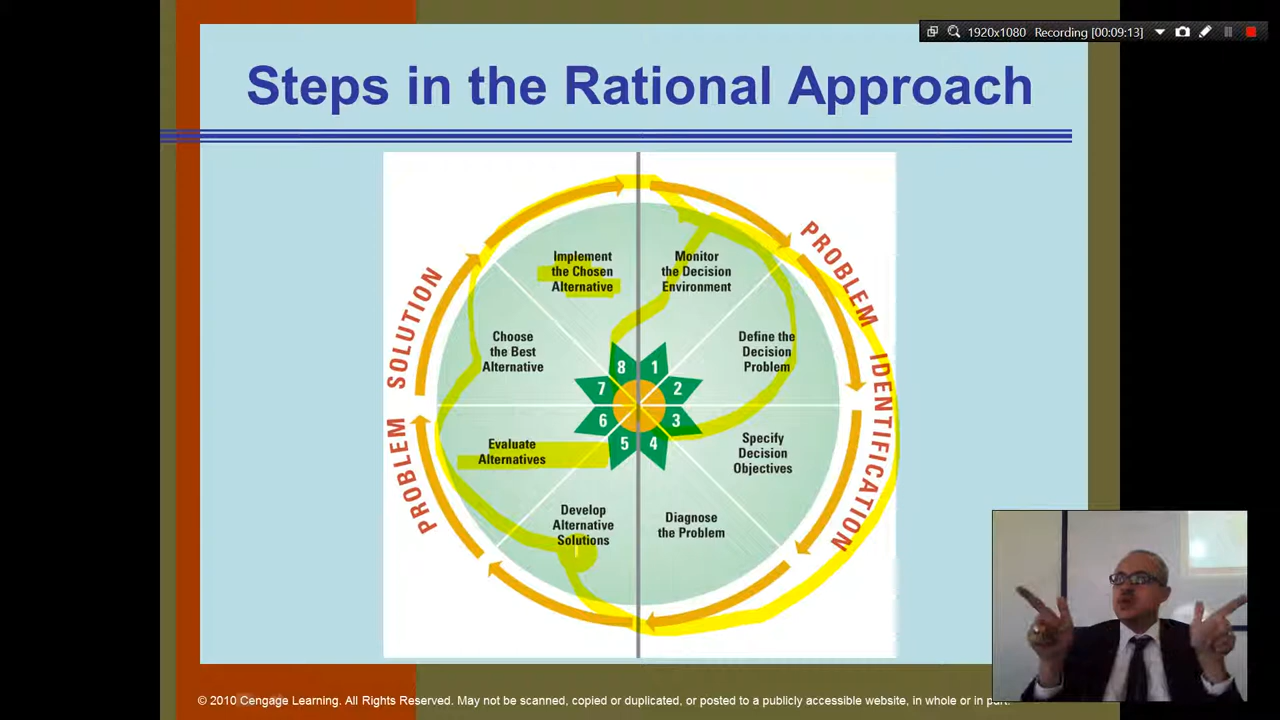 1920x1080 Recording [00:09:13]
Steps in the Rational Approach
PROBLEM IDENTIFICATION
PROBLEM SOLUTION
Monitor
the Decision
Environment
Define the
Decision
Problem
Specify
Decision
Objectives
Diagnose
the Problem
Develop
Alternative
Solutions
Evaluate
Alternatives
Choose
the Best
Alternative
Implement
the Chosen
Alternative
1
2
3
4
5
6
7
8
© 2010 Cengage Learning. All Rights Reserved. May not be scanned, copied or duplicated, or posted to a publicly accessible website, in whole or in part.